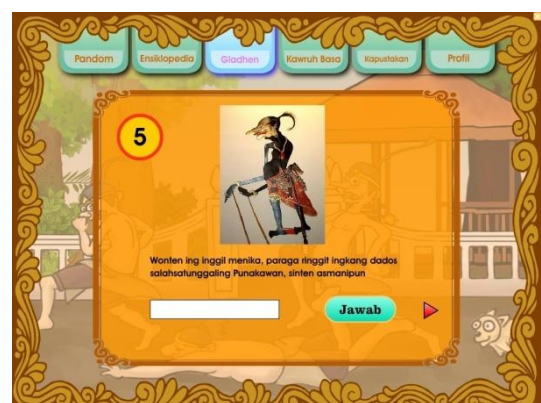 Pandom
Ensiklopedia
Gladhen
Kawruh Basa
Kapustakan
Profil
5
Wonten ing inggil menika, paraga ringgit ingkang dados
salahsatunggaling Punakawan, sinten asmanipun
Jawab